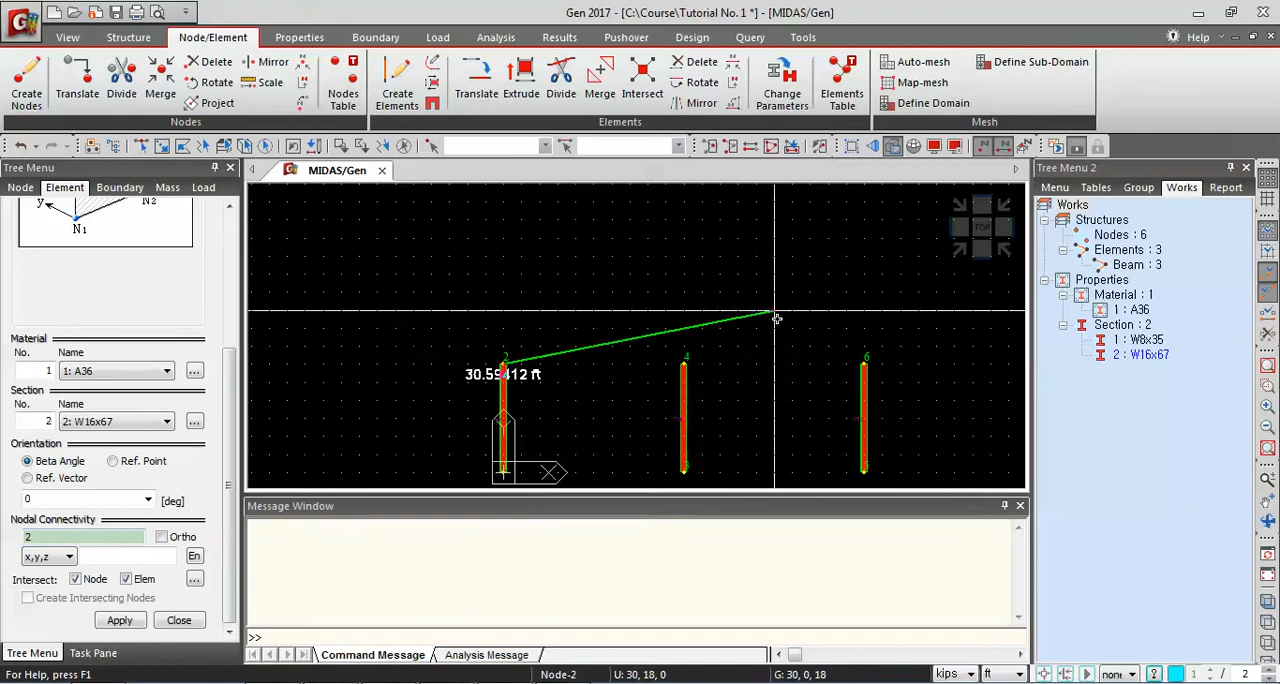 Gen 2017 - [C:\Course\Tutorial No. 1 *] - [MIDAS/Gen]
View Structure Node/Element Properties Boundary Load Analysis Results Pushover Design Query Tools Help
Create Nodes Translate Divide Merge Delete Rotate Project Mirror Scale Nodes Table
Create Elements Translate Extrude Divide Merge Intersect Delete Rotate Mirror Change Parameters Elements Table
Auto-mesh Map-mesh Define Domain Define Sub-Domain
Nodes Elements Mesh
Tree Menu
MIDAS/Gen
Tree Menu 2
Node Element Boundary Mass Load
Menu Tables Group Works Report
y
N2
N1
Material
No. Name
1 1: A36
Section
No. Name
2 2: W16x67
Orientation
Beta Angle Ref. Point
Ref. Vector
0 [deg]
Nodal Connectivity
2 Ortho
x,y,z En
Intersect: Node Elem ...
Create Intersecting Nodes
Apply Close
Tree Menu Task Pane
TOP
2 4 6
30.59412 ft
Message Window
>>
Command Message Analysis Message
Works
Structures
Nodes : 6
Elements : 3
Beam : 3
Properties
Material : 1
1 : A36
Section : 2
1 : W8x35
2 : W16x67
For Help, press F1 Node-2 U: 30, 18, 0 G: 30, 0, 18 kips ft none 1 / 2